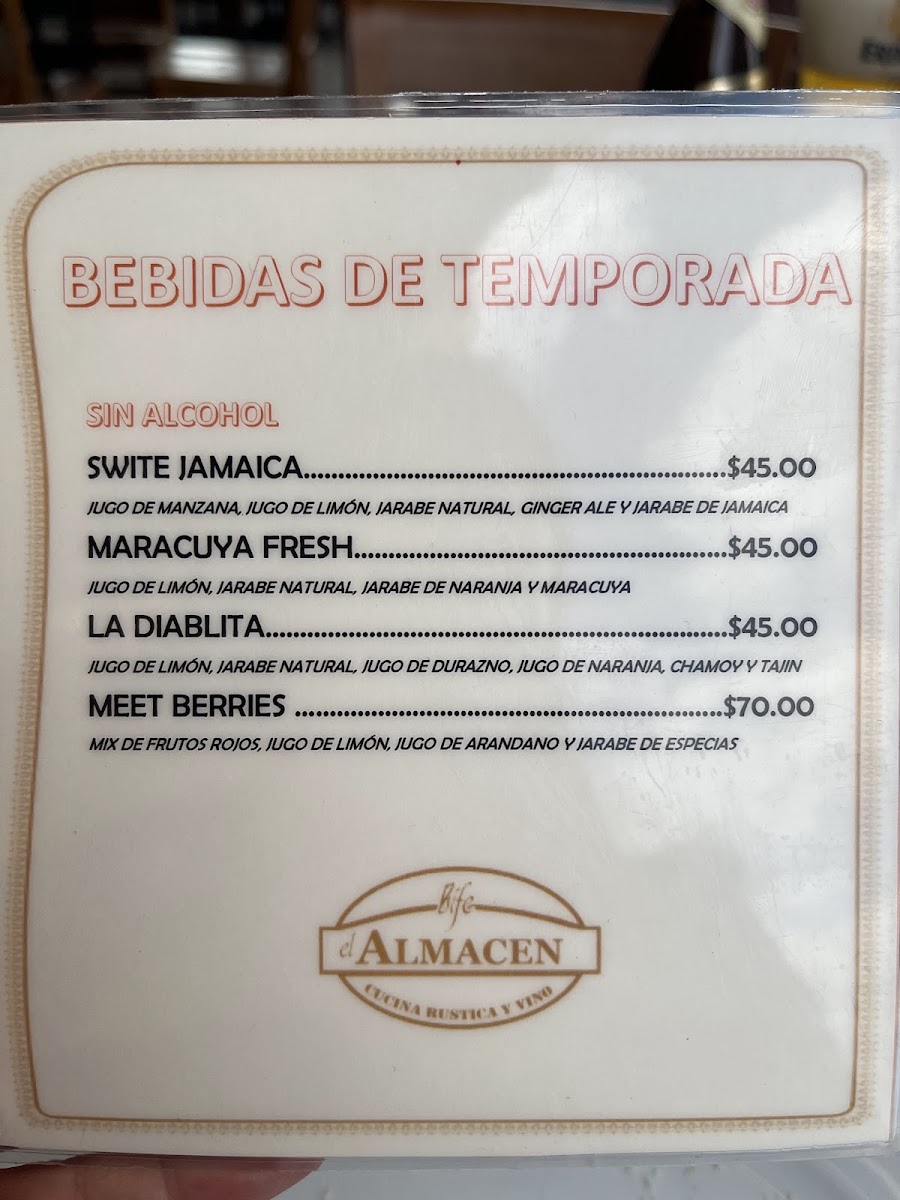 BEBIDAS DE TEMPORADA
SIN ALCOHOL
SWITE JAMAICA.....................................................................$45.00
JUGO DE MANZANA, JUGO DE LIMÓN, JARABE NATURAL, GINGER ALE Y JARABE DE JAMAICA
MARACUYA FRESH.............................................................$45.00
JUGO DE LIMÓN, JARABE NATURAL, JARABE DE NARANJA Y MARACUYA
LA DIABLITA...........................................................................$45.00
JUGO DE LIMÓN, JARABE NATURAL, JUGO DE DURAZNO, JUGO DE NARANJA, CHAMOY Y TAJIN
MEET BERRIES ......................................................................$70.00
MIX DE FRUTOS ROJOS, JUGO DE LIMÓN, JUGO DE ARANDANO Y JARABE DE ESPECIAS
Bife
el ALMACEN
CUCINA RUSTICA Y VINO